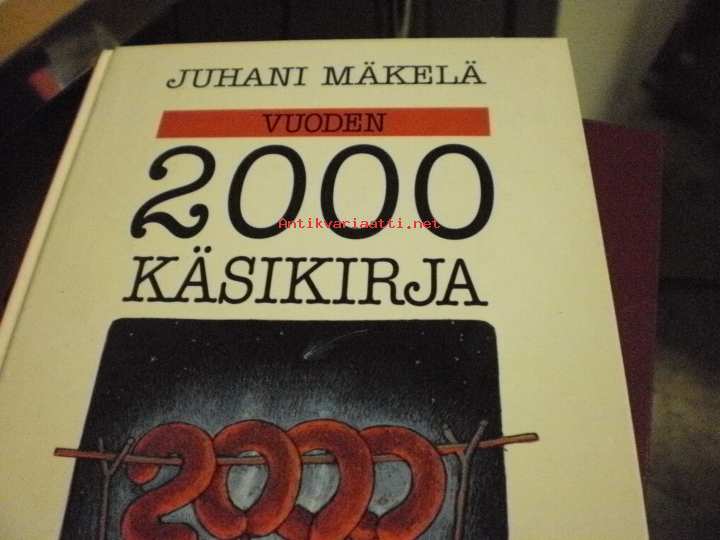 JUHANI MÄKELÄ
VUODEN
2000
Antikvariaatti.net
KÄSIKIRJA
2000